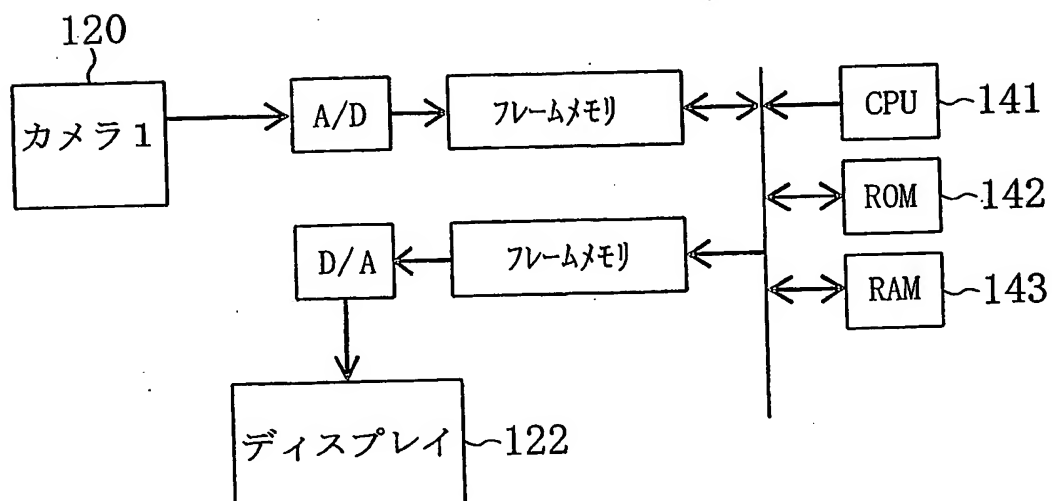 120
カメラ1
A/D
フレームメモリ
CPU
141
ROM
142
D/A
フレームメモリ
RAM
143
ディスプレイ
122